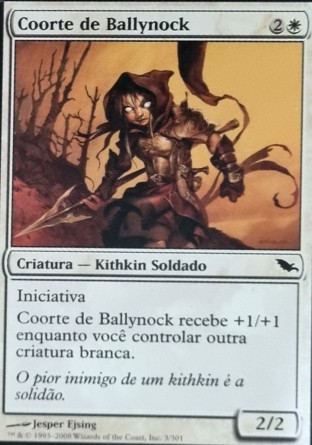 Coorte de Ballynock 2
Criatura — Kithkin Soldado
Iniciativa
Coorte de Ballynock recebe +1/+1
enquanto você controlar outra
criatura branca.
O pior inimigo de um kithkin é a
solidão.
Jesper Ejsing
™ & © 1993-2008 Wizards of the Coast, Inc. 3/301
2/2